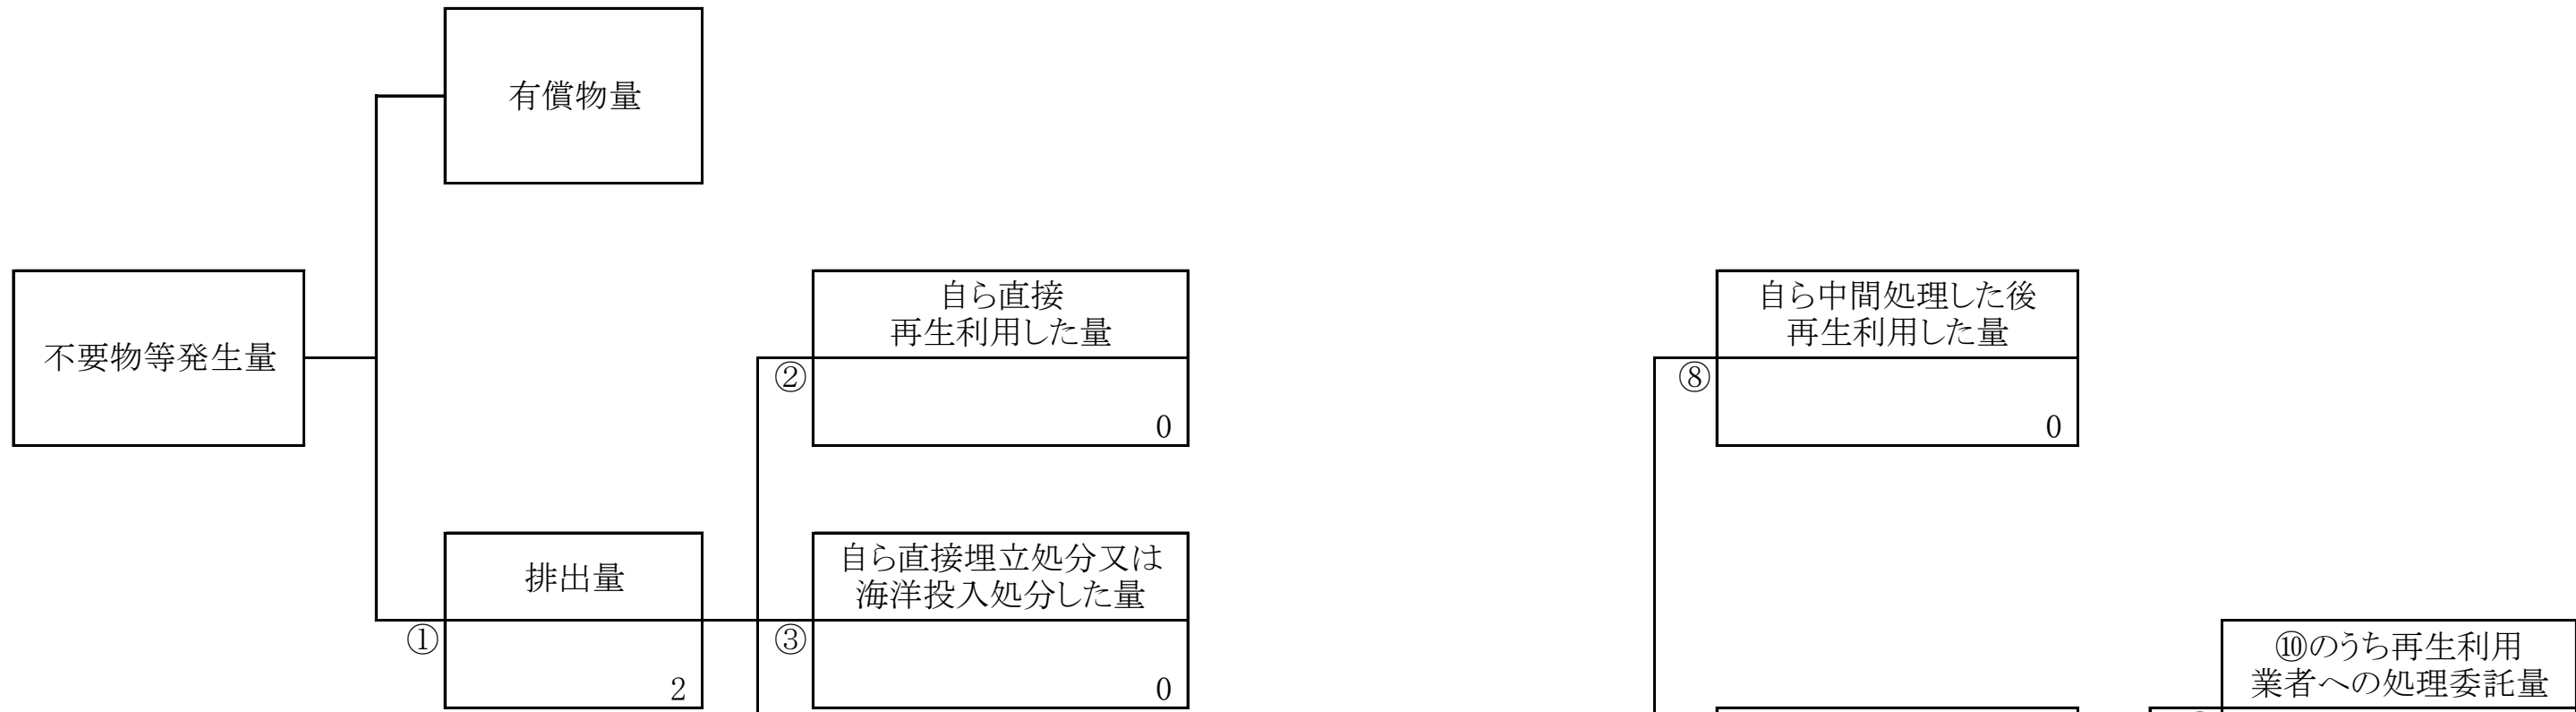 有償物量
不要物等発生量
自ら直接
再生利用した量
②
0
自ら中間処理した後
再生利用した量
⑧
0
排出量
①
2
自ら直接埋立処分又は
海洋投入処分した量
③
0
⑩のうち再生利用
業者への処理委託量